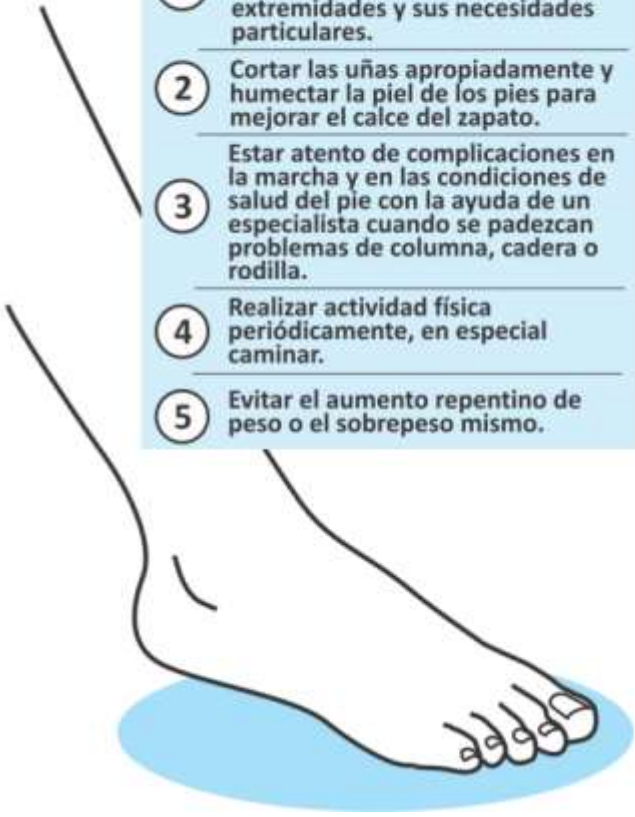 extremidades y sus necesidades
particulares.
2
Cortar las uñas apropiadamente y
humectar la piel de los pies para
mejorar el calce del zapato.
3
Estar atento de complicaciones en
la marcha y en las condiciones de
salud del pie con la ayuda de un
especialista cuando se padezcan
problemas de columna, cadera o
rodilla.
4
Realizar actividad física
periódicamente, en especial
caminar.
5
Evitar el aumento repentino de
peso o el sobrepeso mismo.